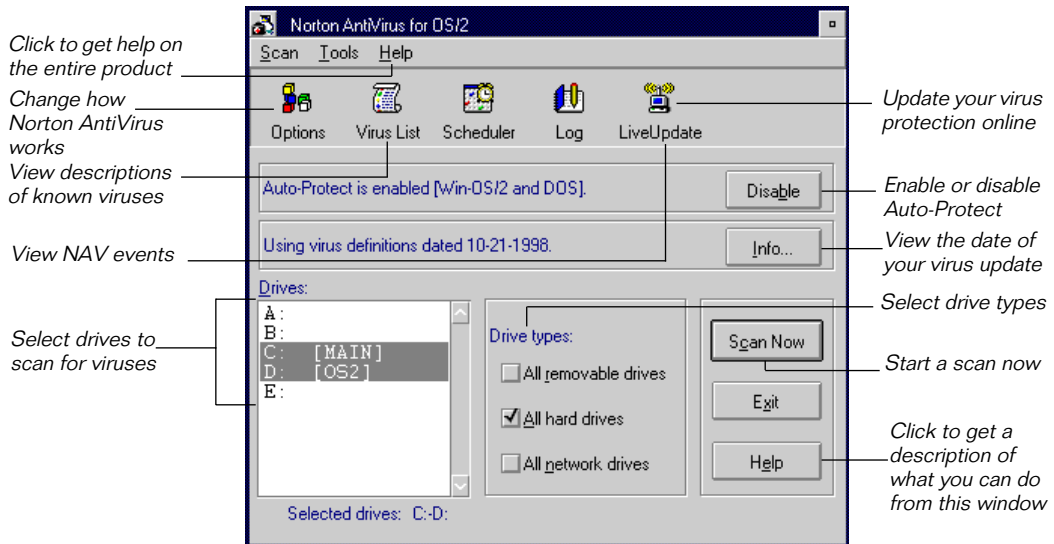 Norton AntiVirus for OS/2
Scan Tools Help
Options Virus List Scheduler Log LiveUpdate
Auto-Protect is enabled [Win-OS/2 and DOS].
Disable
Using virus definitions dated 10-21-1998.
Info...
Drives:
A:
B:
C: [MAIN]
D: [OS2]
E:
Selected drives: C:-D:
Drive types:
All removable drives
All hard drives
All network drives
Scan Now
Exit
Help
Click to get help on
the entire product
Change how
Norton AntiVirus
works
View descriptions
of known viruses
View NAV events
Select drives to
scan for viruses
Update your virus
protection online
Enable or disable
Auto-Protect
View the date of
your virus update
Select drive types
Start a scan now
Click to get a
description of
what you can do
from this window